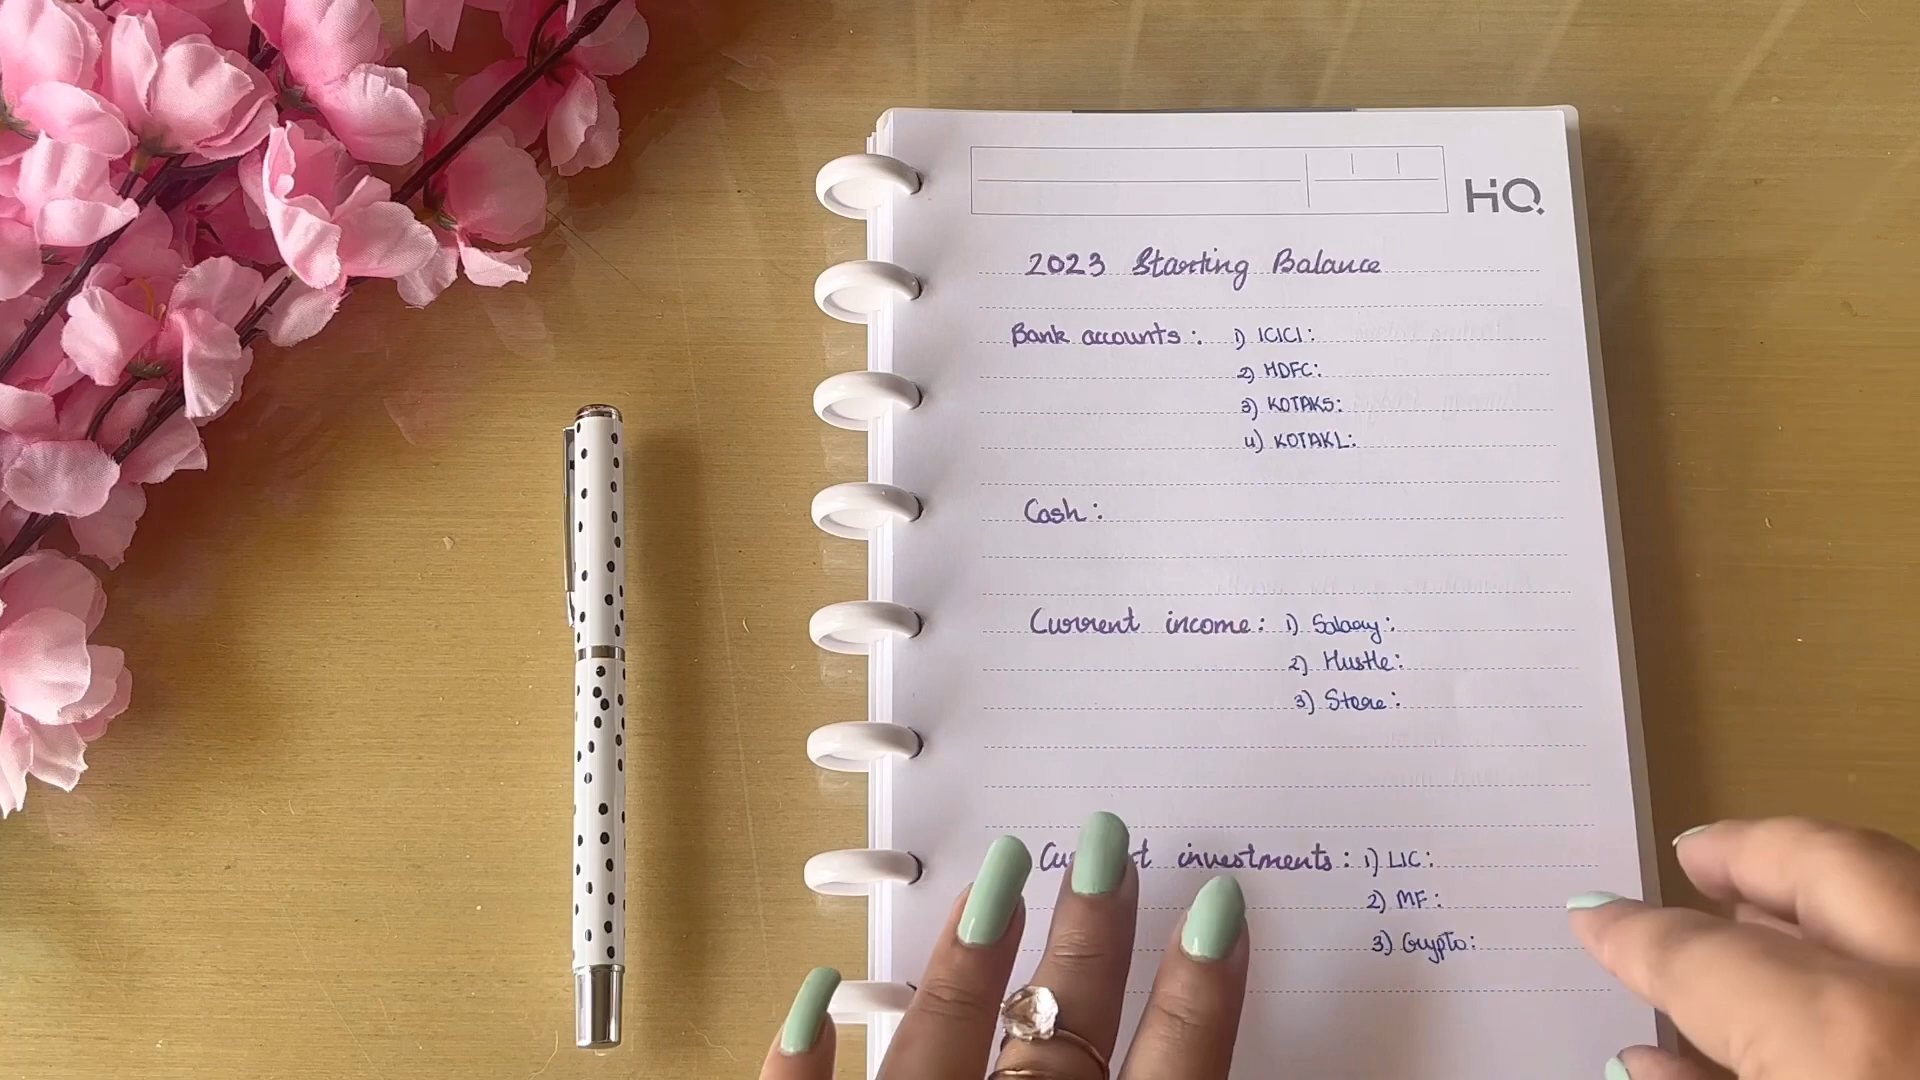 HQ.
2023 Starting Balance
Bank accounts: 1) ICICI:
2) HDFC:
3) KOTAKS:
4) KOTAKL:
Cash:
Current income: 1) Salary:
2) Hustle:
3) Store:
investments: 1) LIC:
2) MF:
3) Crypto: